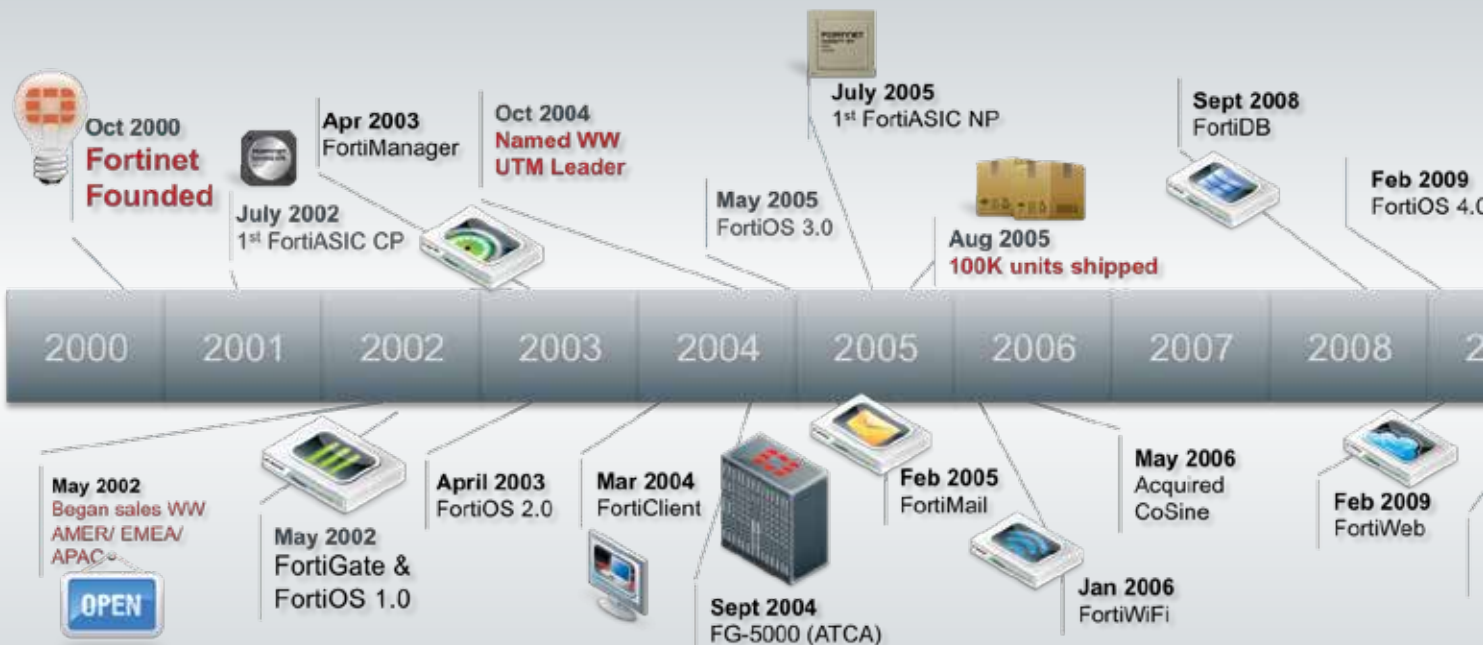 FORTINET
July 2005
1st FortiASIC NP
Sept 2008
FortiDB
Oct 2000
Fortinet
Founded
Apr 2003
FortiManager
Oct 2004
Named WW
UTM Leader
July 2002
1st FortiASIC CP
May 2005
FortiOS 3.0
Aug 2005
100K units shipped
Feb 2009
FortiOS 4.0
2000
2001
2002
2003
2004
2005
2006
2007
2008
2
May 2002
Began sales WW
AMER/ EMEA/
APAC
OPEN
May 2002
FortiGate &
FortiOS 1.0
April 2003
FortiOS 2.0
Mar 2004
FortiClient
Sept 2004
FG-5000 (ATCA)
Feb 2005
FortiMail
Jan 2006
FortiWiFi
May 2006
Acquired
CoSine
Feb 2009
FortiWeb